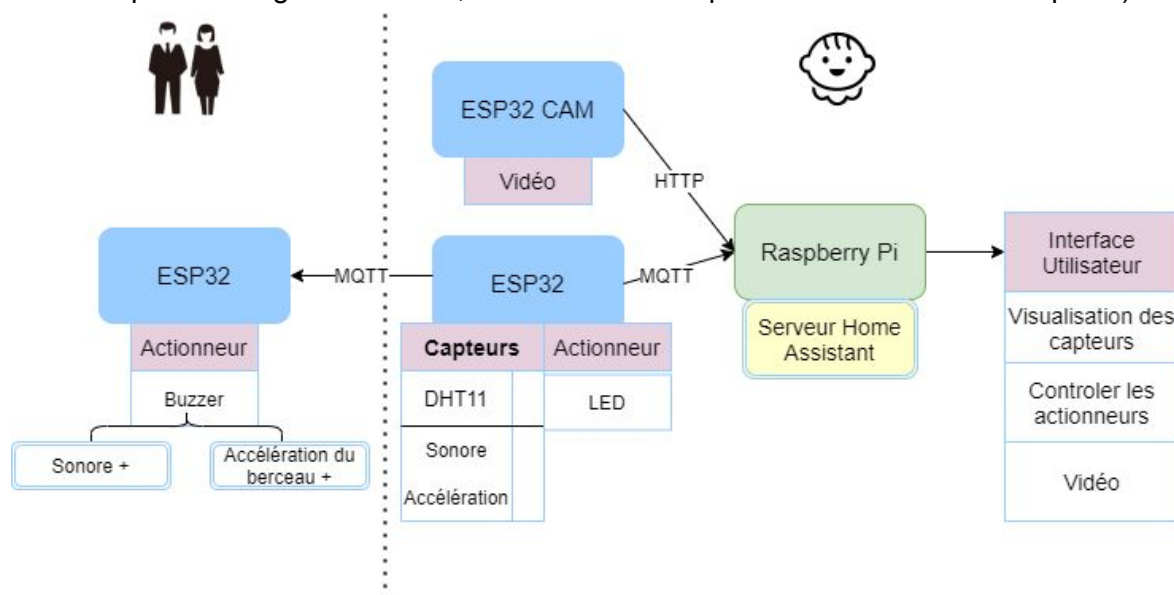 ESP32 CAM
Vidéo
HTTP
ESP32
MQTT
ESP32
MQTT
Raspberry Pi
Serveur Home
Assistant
Interface
Utilisateur
Visualisation des
capteurs
Controler les
actionneurs
Vidéo
Actionneur
Buzzer
Sonore +
Accélération du
berceau +
Capteurs
Actionneur
DHT11
LED
Sonore
Accélération